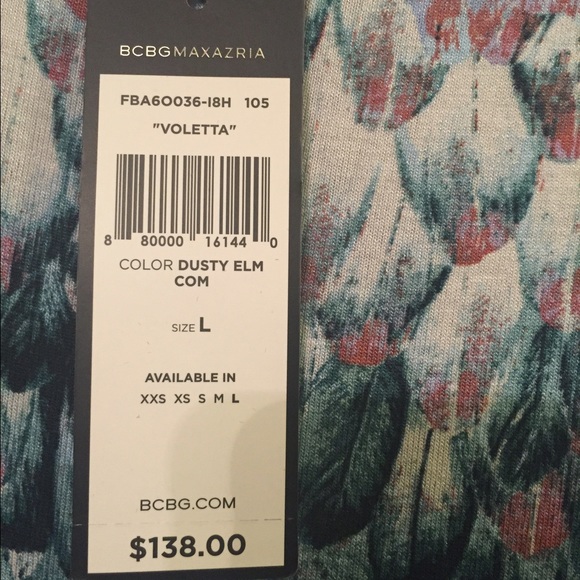 BCBGMAXAZRIA
FBA6O036-I8H 105
"VOLETTA"
8 80000 16144 0
COLOR DUSTY ELM
COM
SIZE L
AVAILABLE IN
XXS XS S M L
BCBG.COM
$138.00